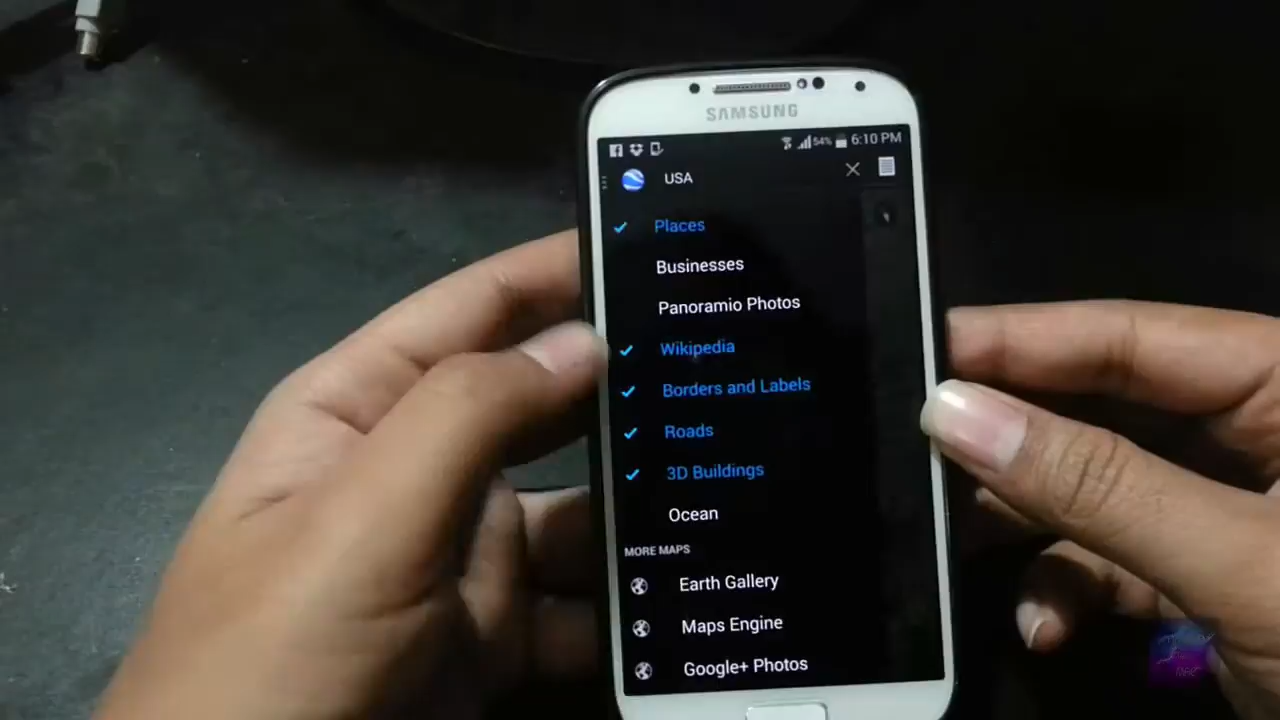 SAMSUNG
54% 6:10 PM
USA
Places
Businesses
Panoramio Photos
Wikipedia
Borders and Labels
Roads
3D Buildings
Ocean
MORE MAPS
Earth Gallery
Maps Engine
Google+ Photos